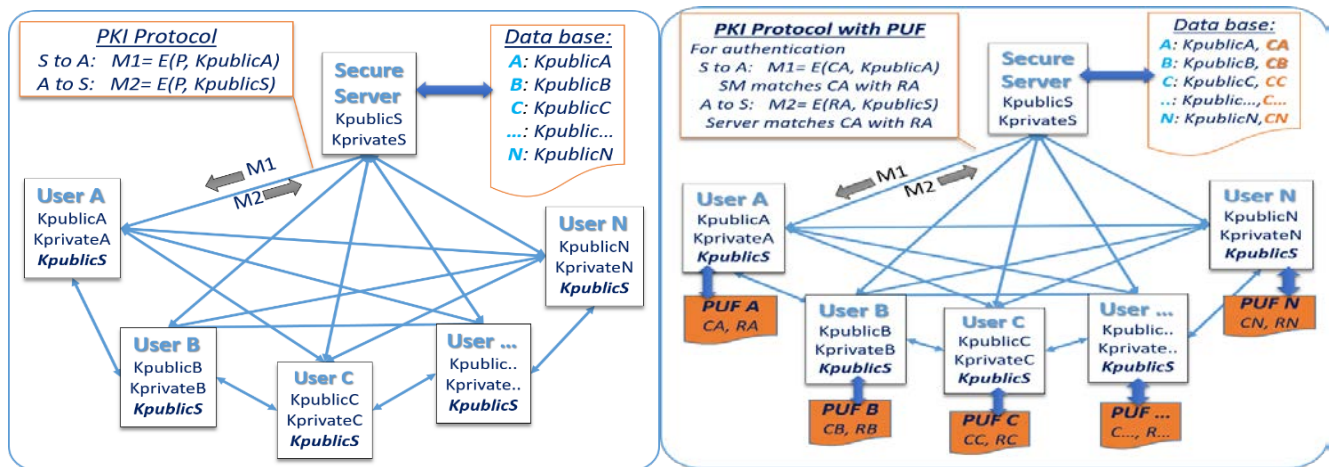 PKI Protocol
S to A: M1= E(P, KpublicA)
A to S: M2= E(P, KpublicS)
Secure
Server
KpublicS
KprivateS
Data base:
A: KpublicA
B: KpublicB
C: KpublicC
...: Kpublic...
N: KpublicN
M1
M2
User A
KpublicA
KprivateA
KpublicS
User N
KpublicN
KprivateN
KpublicS
User B
KpublicB
KprivateB
KpublicS
User C
KpublicC
KprivateC
KpublicS
User ...
Kpublic..
Kprivate..
KpublicS
PKI Protocol with PUF
For authentication
S to A: M1= E(CA, KpublicA)
SM matches CA with RA
A to S: M2= E(RA, KpublicS)
Server matches CA with RA
Secure
Server
KpublicS
KprivateS
Data base:
A: KpublicA, CA
B: KpublicB, CB
C: KpublicC, CC
..: Kpublic...,C...
N: KpublicN,CN
M1
M2
User A
KpublicA
KprivateA
KpublicS
PUF A
CA, RA
User N
KpublicN
KprivateN
KpublicS
PUF N
CN, RN
User B
KpublicB
KprivateB
KpublicS
PUF B
CB, RB
User C
KpublicC
KprivateC
KpublicS
PUF C
CC, RC
User ...
Kpublic..
Kprivate..
KpublicS
PUF ...
C..., R...